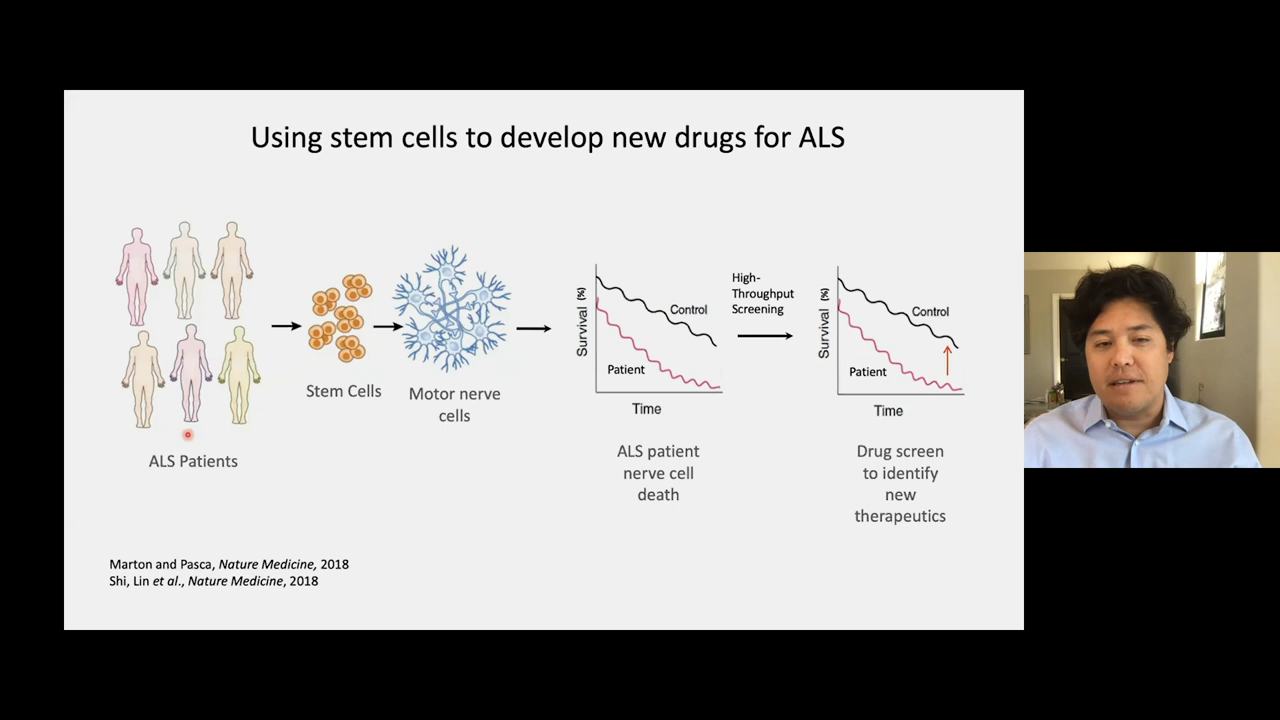 Using stem cells to develop new drugs for ALS
ALS Patients
Stem Cells
Motor nerve
cells
Survival (%)
Control
Patient
Time
ALS patient
nerve cell
death
High-
Throughput
Screening
Survival (%)
Control
Patient
Time
Drug screen
to identify
new
therapeutics
Marton and Pasca, Nature Medicine, 2018
Shi, Lin et al., Nature Medicine, 2018